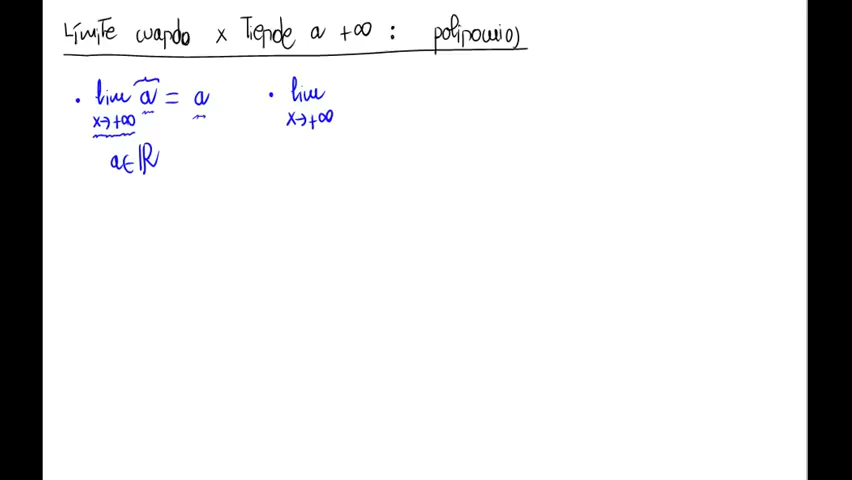 Límite cuando x Tiende a +∞ : polinomios
• lim a = a • lim
x→+∞ x→+∞
a∈ℝ